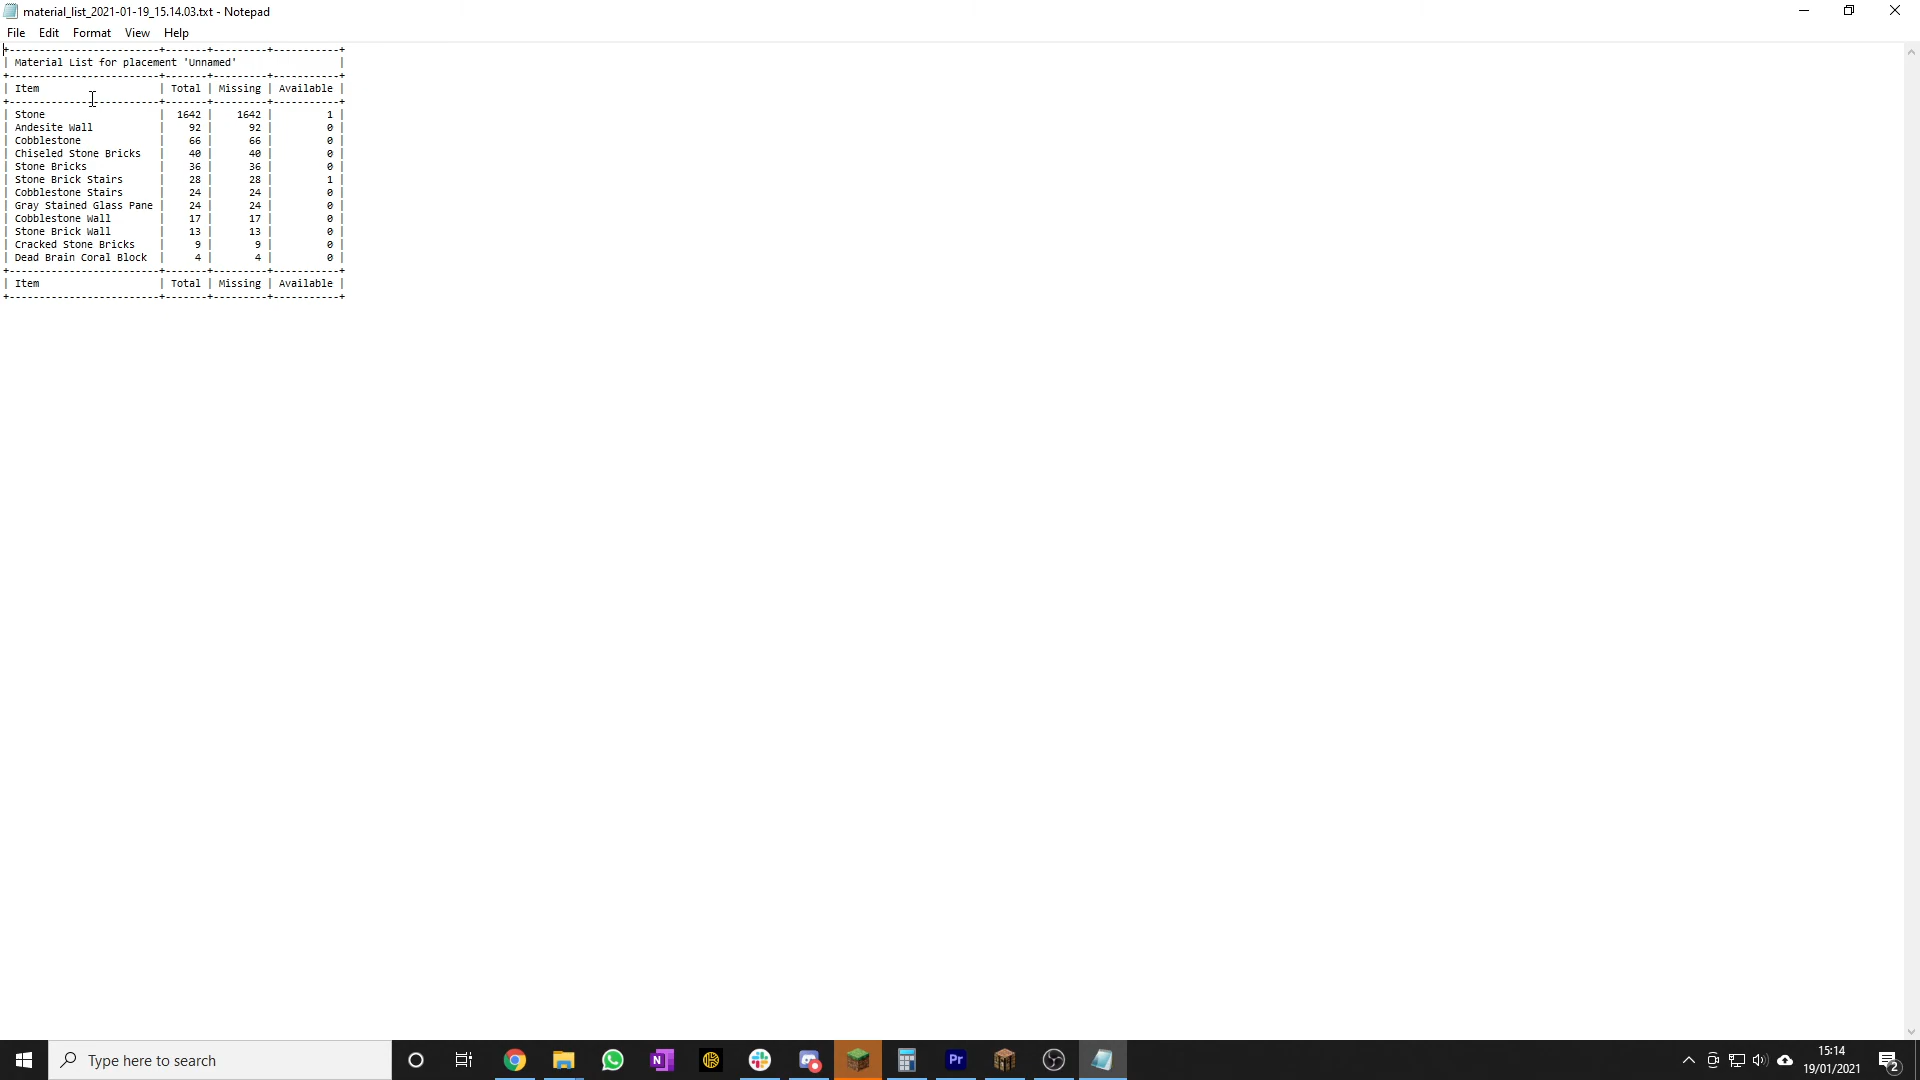 material_list_2021-01-19_15.14.03.txt - Notepad
File Edit Format View Help
+-------------------------+-------+---------+-----------+
| Material List for placement 'Unnamed'                 |
+-------------------------+-------+---------+-----------+
| Item                    | Total | Missing | Available |
+-------------------------+-------+---------+-----------+
| Stone                   |  1642 |    1642 |         1 |
| Andesite Wall           |    92 |      92 |         0 |
| Cobblestone             |    66 |      66 |         0 |
| Chiseled Stone Bricks   |    40 |      40 |         0 |
| Stone Bricks            |    36 |      36 |         0 |
| Stone Brick Stairs      |    28 |      28 |         1 |
| Cobblestone Stairs      |    24 |      24 |         0 |
| Gray Stained Glass Pane |    24 |      24 |         0 |
| Cobblestone Wall        |    17 |      17 |         0 |
| Stone Brick Wall        |    13 |      13 |         0 |
| Cracked Stone Bricks    |     9 |       9 |         0 |
| Dead Brain Coral Block  |     4 |       4 |         0 |
+-------------------------+-------+---------+-----------+
| Item                    | Total | Missing | Available |
+-------------------------+-------+---------+-----------+
Type here to search
N
Pr
15:14
19/01/2021
2